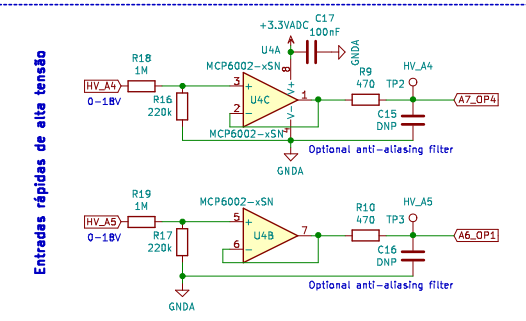 Entradas rápidas de alta tensão
+3.3VADC
C17
100nF
GNDA
U4A
8
V+
V-
4
MCP6002-xSN
R18
1M
HV_A4
0-18V
R16
220k
3
+
2
-
U4C
1
MCP6002-xSN
GNDA
R9
470
HV_A4
TP2
A7_OP4
C15
DNP
Optional anti-aliasing filter
MCP6002-xSN
R19
1M
HV_A5
0-18V
R17
220k
5
+
6
-
U4B
7
GNDA
R10
470
HV_A5
TP3
A6_OP1
C16
DNP
Optional anti-aliasing filter